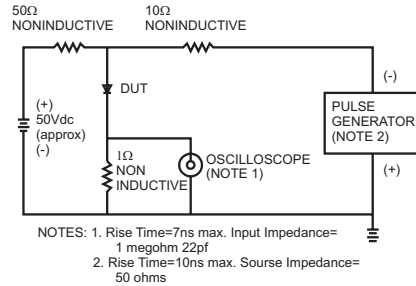 50Ω
NONINDUCTIVE
10Ω
NONINDUCTIVE
DUT
(+)
50Vdc
(approx)
(-)
1Ω
NON
INDUCTIVE
OSCILLOSCOPE
(NOTE 1)
(-)
PULSE
GENERATOR
(NOTE 2)
(+)
NOTES: 1. Rise Time=7ns max. Input Impedance=
1 megohm 22pf
2. Rise Time=10ns max. Sourse Impedance=
50 ohms